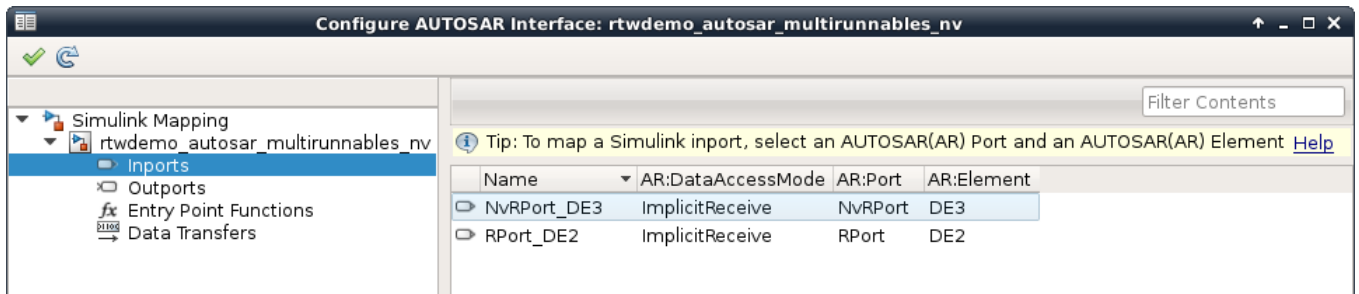 Configure AUTOSAR Interface: rtwdemo_autosar_multirunnables_nv
Filter Contents
Simulink Mapping
rtwdemo_autosar_multirunnables_nv
Inports
Outports
fx Entry Point Functions
Data Transfers
Tip: To map a Simulink inport, select an AUTOSAR(AR) Port and an AUTOSAR(AR) Element Help
Name AR:DataAccessMode AR:Port AR:Element
NvRPort_DE3 ImplicitReceive NvRPort DE3
RPort_DE2 ImplicitReceive RPort DE2